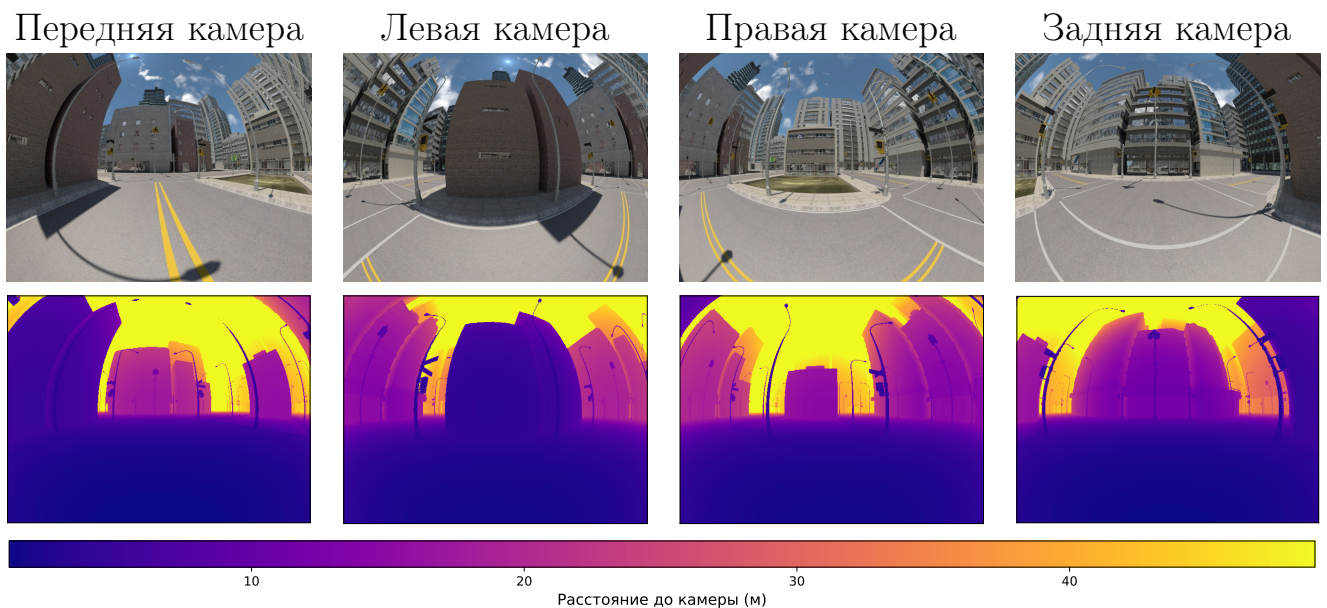 Передняя камера
Левая камера
Правая камера
Задняя камера
10 20 30 40
Расстояние до камеры (м)